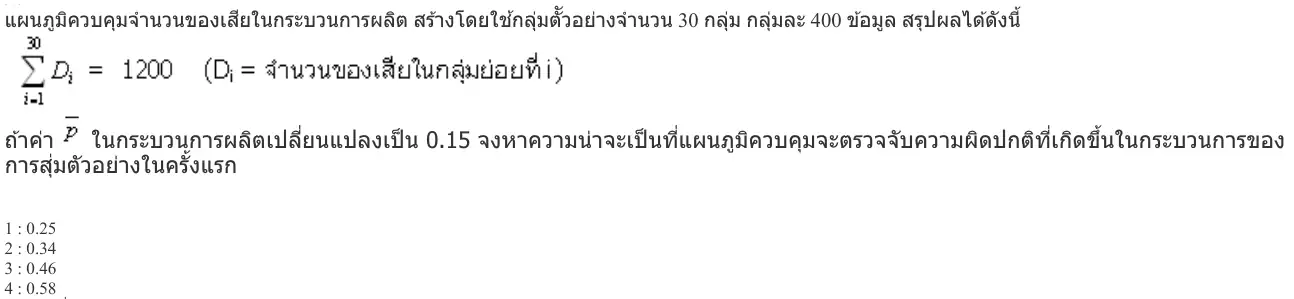 แผนภูมิควบคุมจำนวนของเสียในกระบวนการผลิต สร้างโดยใช้กลุ่มตัวอย่างจำนวน 30 กลุ่ม กลุ่มละ 400 ข้อมูล สรุปผลได้ดังนี้
30
∑ Di = 1200 (Di = จำนวนของเสียในกลุ่มย่อยที่ i)
i=1
ถ้าค่า p̅ ในกระบวนการผลิตเปลี่ยนแปลงเป็น 0.15 จงหาความน่าจะเป็นที่แผนภูมิควบคุมจะตรวจจับความผิดปกติที่เกิดขึ้นในกระบวนการของ
การสุ่มตัวอย่างในครั้งแรก
1 : 0.25
2 : 0.34
3 : 0.46
4 : 0.58